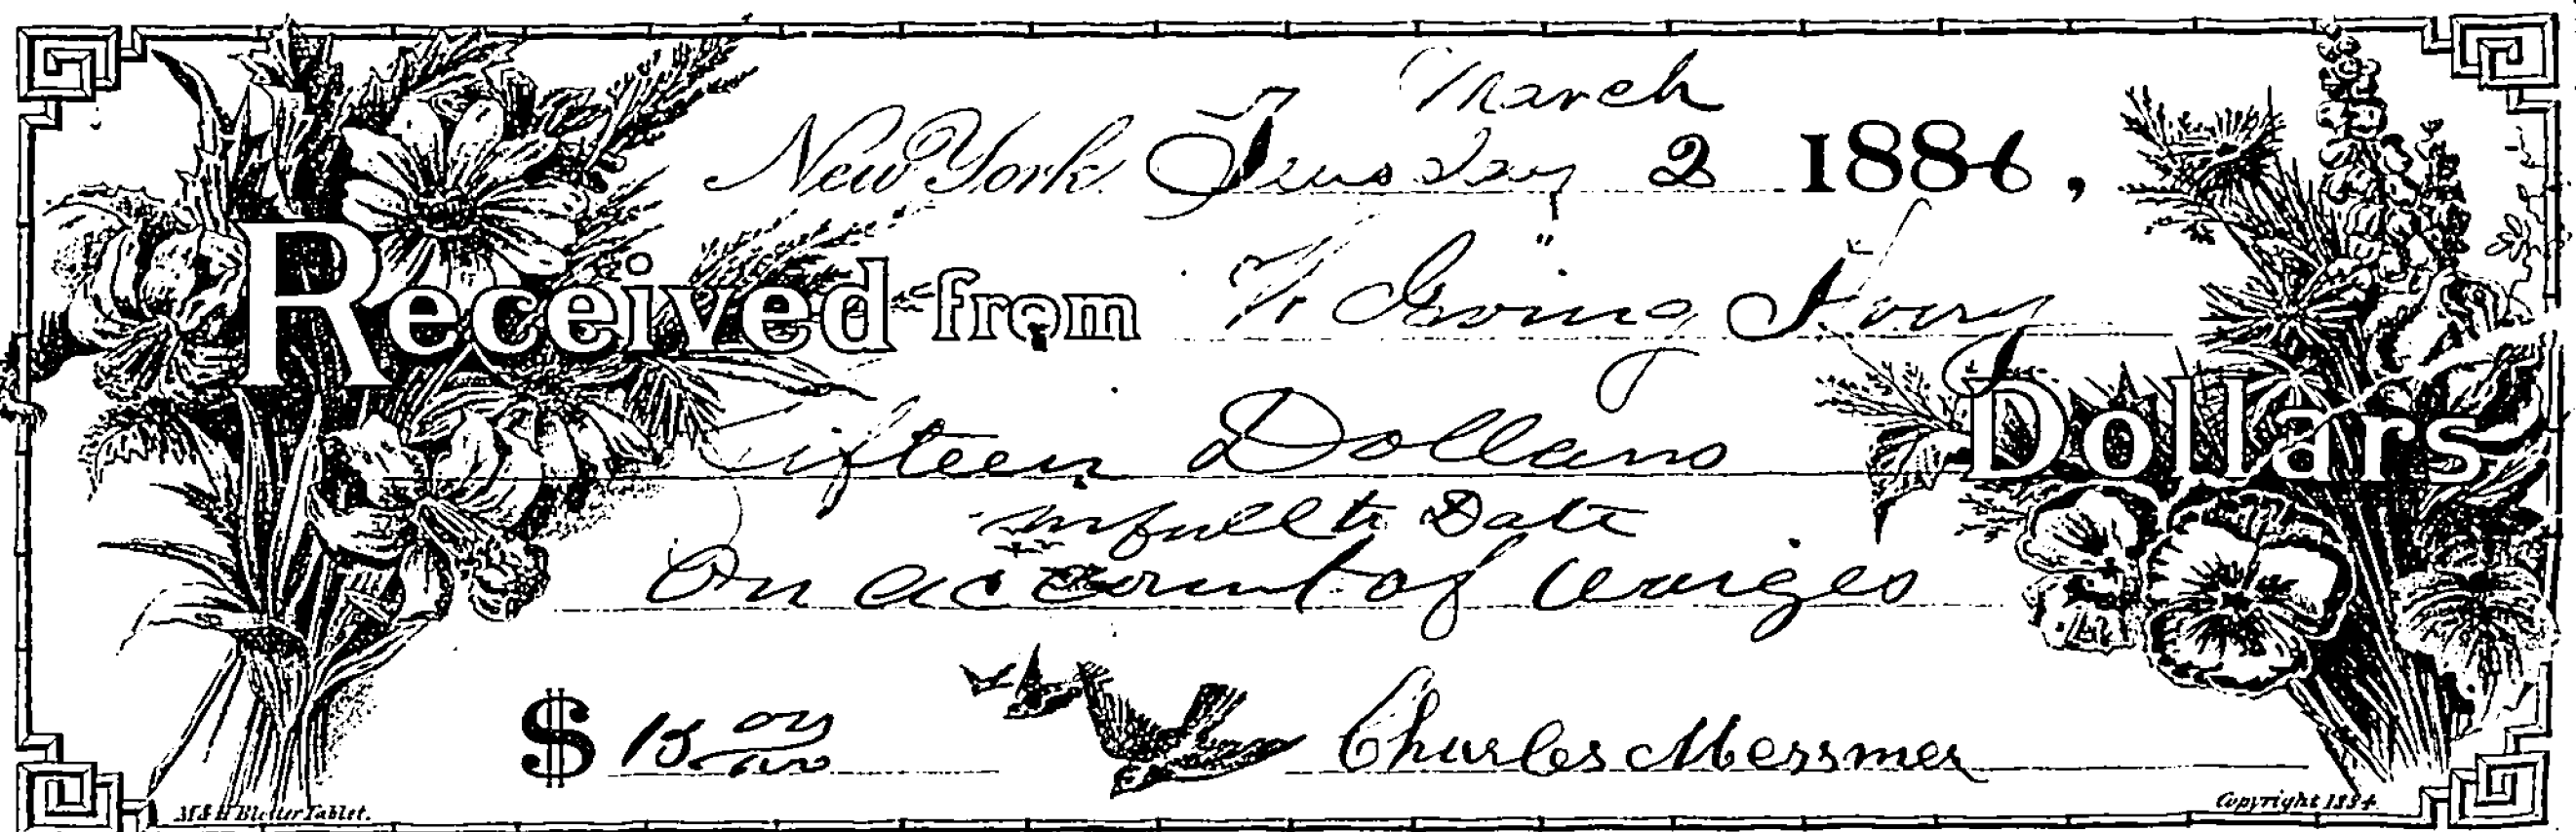 March
New York Tuesday 2 1886,
Received from Irving
Fifteen Dollars Dollars
in full to Date
On account of wages
$ 15 00/100 Charles Messmer
M & H Blotter Tablet. Copyright 1884.